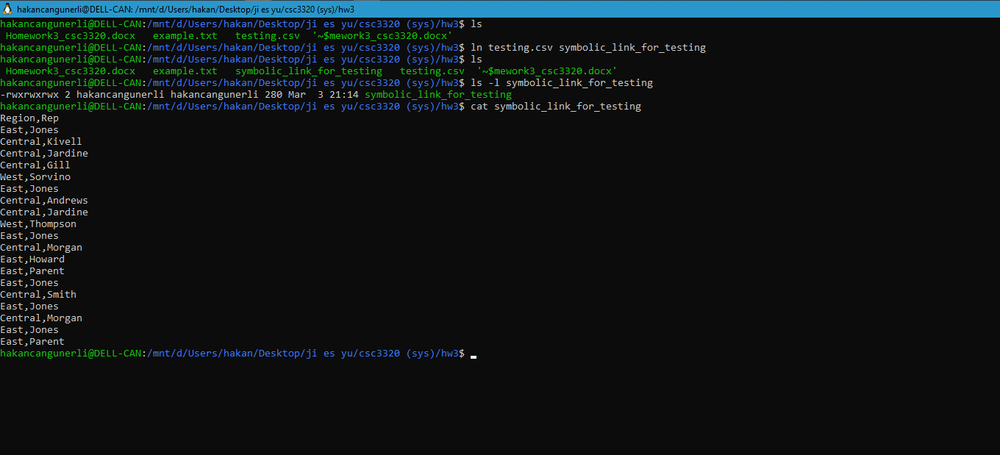 hakancangunerli@DELL-CAN: /mnt/d/Users/hakan/Desktop/ji es yu/csc3320 (sys)/hw3
hakancangunerli@DELL-CAN:/mnt/d/Users/hakan/Desktop/ji es yu/csc3320 (sys)/hw3$ ls
Homework3_csc3320.docx example.txt testing.csv '~$mework3_csc3320.docx'
hakancangunerli@DELL-CAN:/mnt/d/Users/hakan/Desktop/ji es yu/csc3320 (sys)/hw3$ ln testing.csv symbolic_link_for_testing
hakancangunerli@DELL-CAN:/mnt/d/Users/hakan/Desktop/ji es yu/csc3320 (sys)/hw3$ ls
Homework3_csc3320.docx example.txt symbolic_link_for_testing testing.csv '~$mework3_csc3320.docx'
hakancangunerli@DELL-CAN:/mnt/d/Users/hakan/Desktop/ji es yu/csc3320 (sys)/hw3$ ls -l symbolic_link_for_testing
-rwxrwxrwx 2 hakancangunerli hakancangunerli 280 Mar  3 21:14 symbolic_link_for_testing
hakancangunerli@DELL-CAN:/mnt/d/Users/hakan/Desktop/ji es yu/csc3320 (sys)/hw3$ cat symbolic_link_for_testing
Region,Rep
East,Jones
Central,Kivell
Central,Jardine
Central,Gill
West,Sorvino
East,Jones
Central,Andrews
Central,Jardine
West,Thompson
East,Jones
Central,Morgan
East,Howard
East,Parent
East,Jones
Central,Smith
East,Jones
Central,Morgan
East,Jones
East,Parent
hakancangunerli@DELL-CAN:/mnt/d/Users/hakan/Desktop/ji es yu/csc3320 (sys)/hw3$